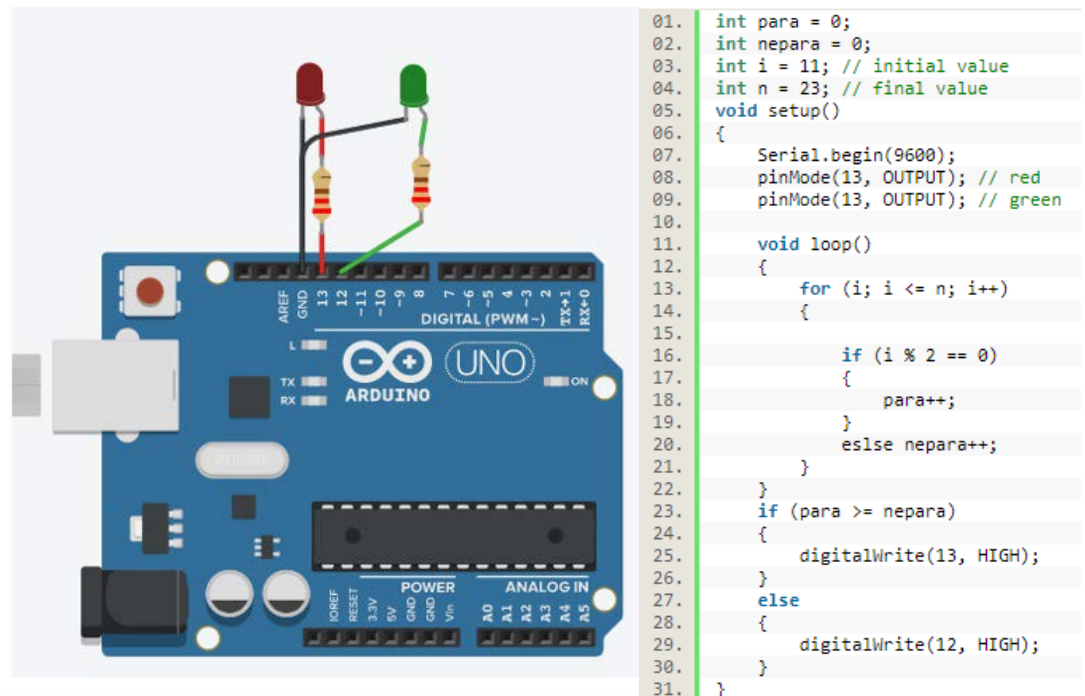 AREF
GND
13
12
~11
~10
~9
8
7
~6
~5
4
~3
2
TX→1
RX←0
DIGITAL (PWM ~)
L
TX
RX
ARDUINO
UNO
ON
IOREF
RESET
3.3V
5V
GND
GND
Vin
POWER
ANALOG IN
A0
A1
A2
A3
A4
A5
01. int para = 0;
02. int nepara = 0;
03. int i = 11; // initial value
04. int n = 23; // final value
05. void setup()
06. {
07. Serial.begin(9600);
08. pinMode(13, OUTPUT); // red
09. pinMode(13, OUTPUT); // green
10.
11. void loop()
12. {
13. for (i; i <= n; i++)
14. {
15.
16. if (i % 2 == 0)
17. {
18. para++;
19. }
20. eslse nepara++;
21. }
22. }
23. if (para >= nepara)
24. {
25. digitalWrite(13, HIGH);
26. }
27. else
28. {
29. digitalWrite(12, HIGH);
30. }
31. }